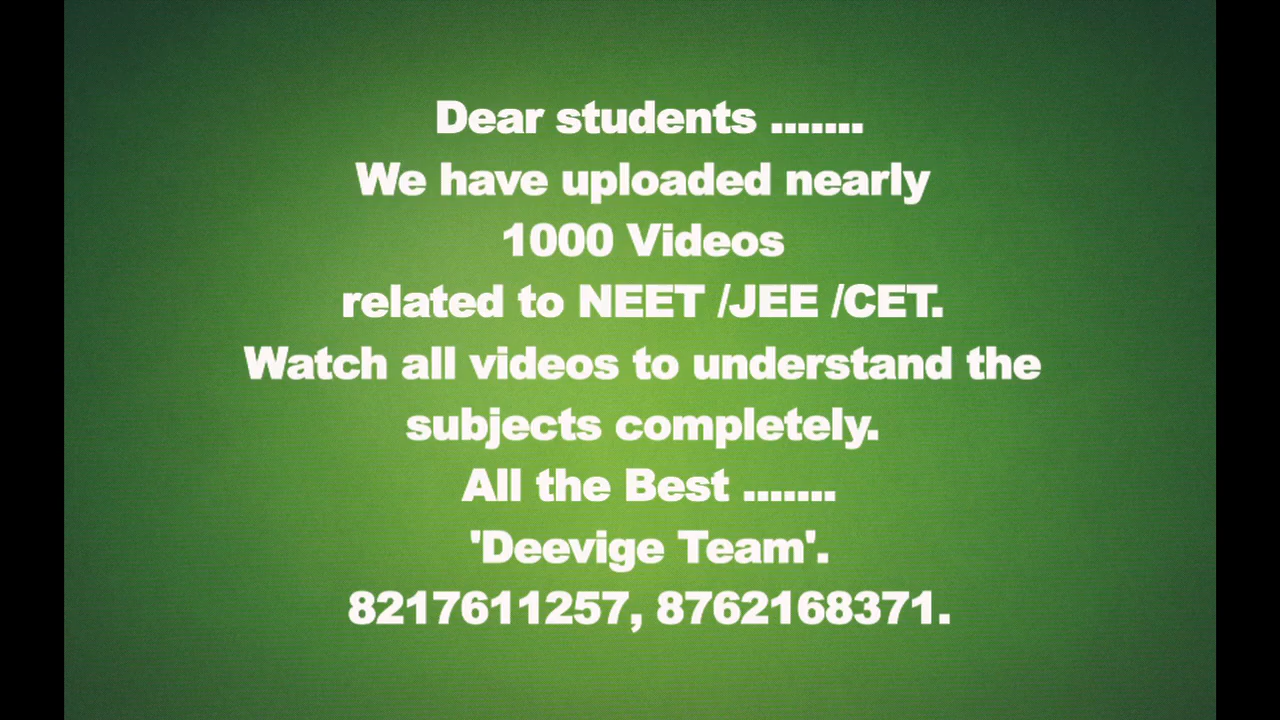 Dear students .......
We have uploaded nearly
1000 Videos
related to NEET /JEE /CET.
Watch all videos to understand the
subjects completely.
All the Best .......
'Deevige Team'.
8217611257, 8762168371.